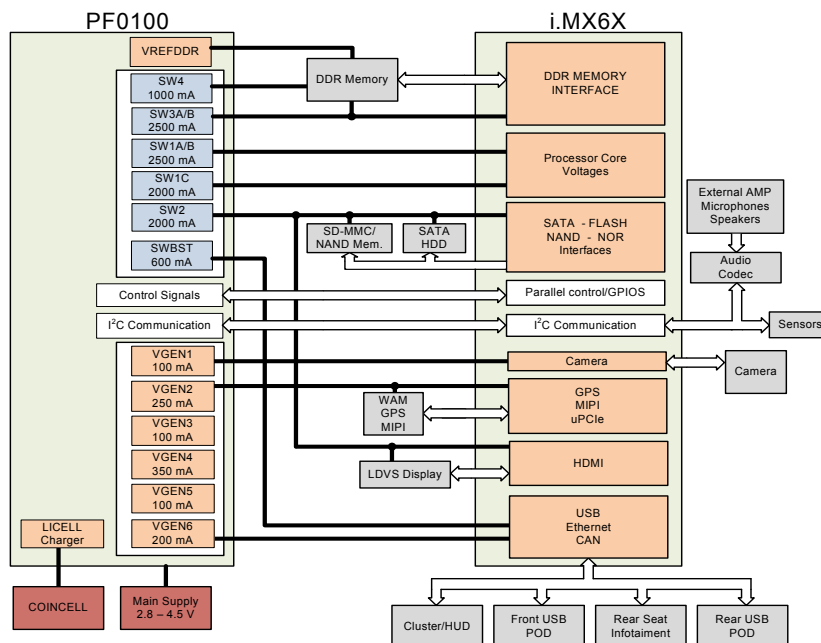 PF0100
i.MX6X
VREFDDR
SW4
1000 mA
SW3A/B
2500 mA
SW1A/B
2500 mA
SW1C
2000 mA
SW2
2000 mA
SWBST
600 mA
Control Signals
I²C Communication
VGEN1
100 mA
VGEN2
250 mA
VGEN3
100 mA
VGEN4
350 mA
VGEN5
100 mA
VGEN6
200 mA
LICELL
Charger
COINCELL
Main Supply
2.8 – 4.5 V
DDR Memory
SD-MMC/
NAND Mem.
SATA
HDD
WAM
GPS
MIPI
LDVS Display
DDR MEMORY
INTERFACE
Processor Core
Voltages
SATA - FLASH
NAND - NOR
Interfaces
Parallel control/GPIOS
I²C Communication
Camera
GPS
MIPI
uPCIe
HDMI
USB
Ethernet
CAN
External AMP
Microphones
Speakers
Audio
Codec
Sensors
Camera
Cluster/HUD
Front USB
POD
Rear Seat
Infotaiment
Rear USB
POD